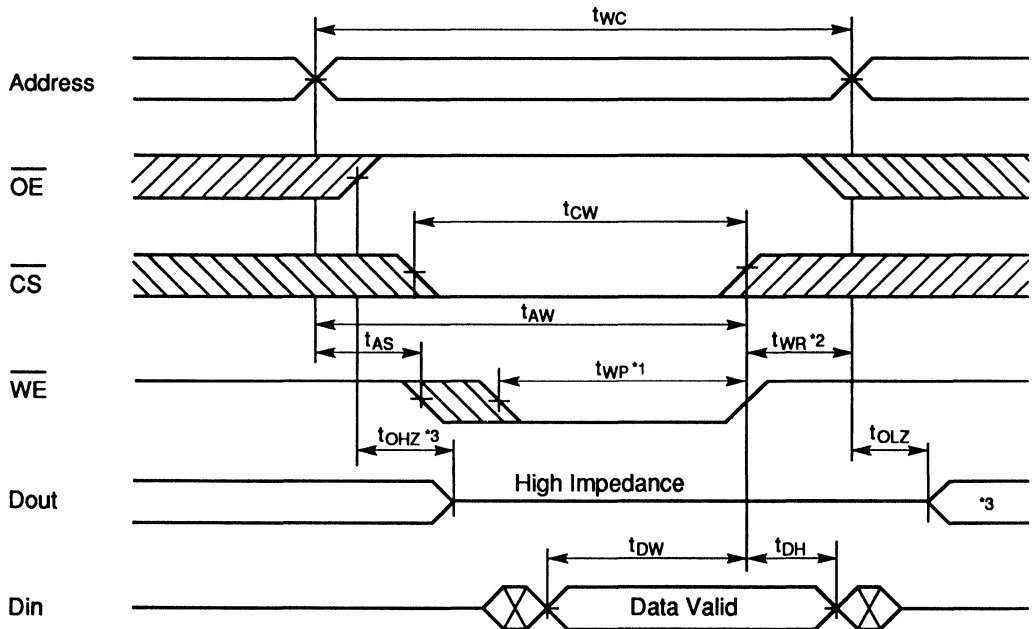 tWC
Address
OE
tCW
CS
tAW
tAS
tWR *2
WE
tWP *1
tOHZ *3
tOLZ
Dout
High Impedance
*3
tDW
tDH
Din
Data Valid